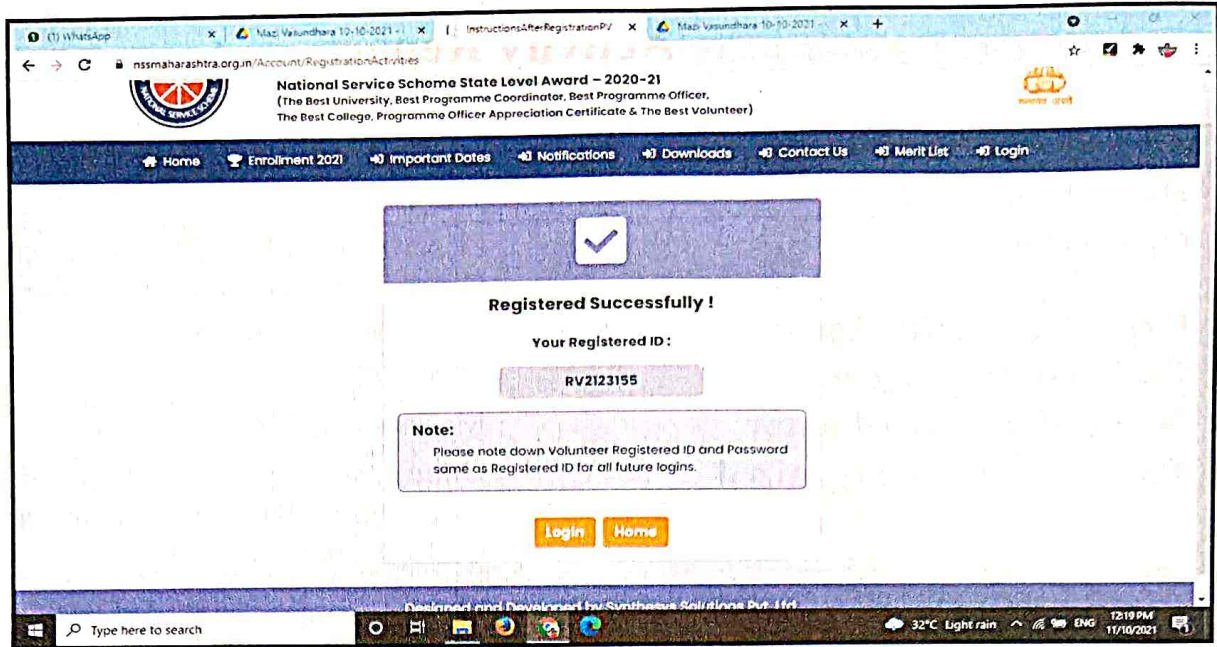 (1) WhatsApp
Mazi Vasundhara 10-10-2021 -
InstructionsAfterRegistrationPV
Mazi Vasundhara 10-10-2021 -
nssmaharashtra.org.in/Account/RegistrationActivities
NATIONAL SERVICE SCHEME
National Service Scheme State Level Award – 2020-21
(The Best University, Best Programme Coordinator, Best Programme Officer,
The Best College, Programme Officer Appreciation Certificate & The Best Volunteer)
Home Enrollment 2021 Important Dates Notifications Downloads Contact Us Merit List Login
Registered Successfully !
Your Registered ID :
RV2123155
Note:
Please note down Volunteer Registered ID and Password
same as Registered ID for all future logins.
Login Home
Designed and Developed by Synthesys Solutions Pvt. Ltd.
Type here to search
32°C Light rain ENG
12:19 PM
11/10/2021